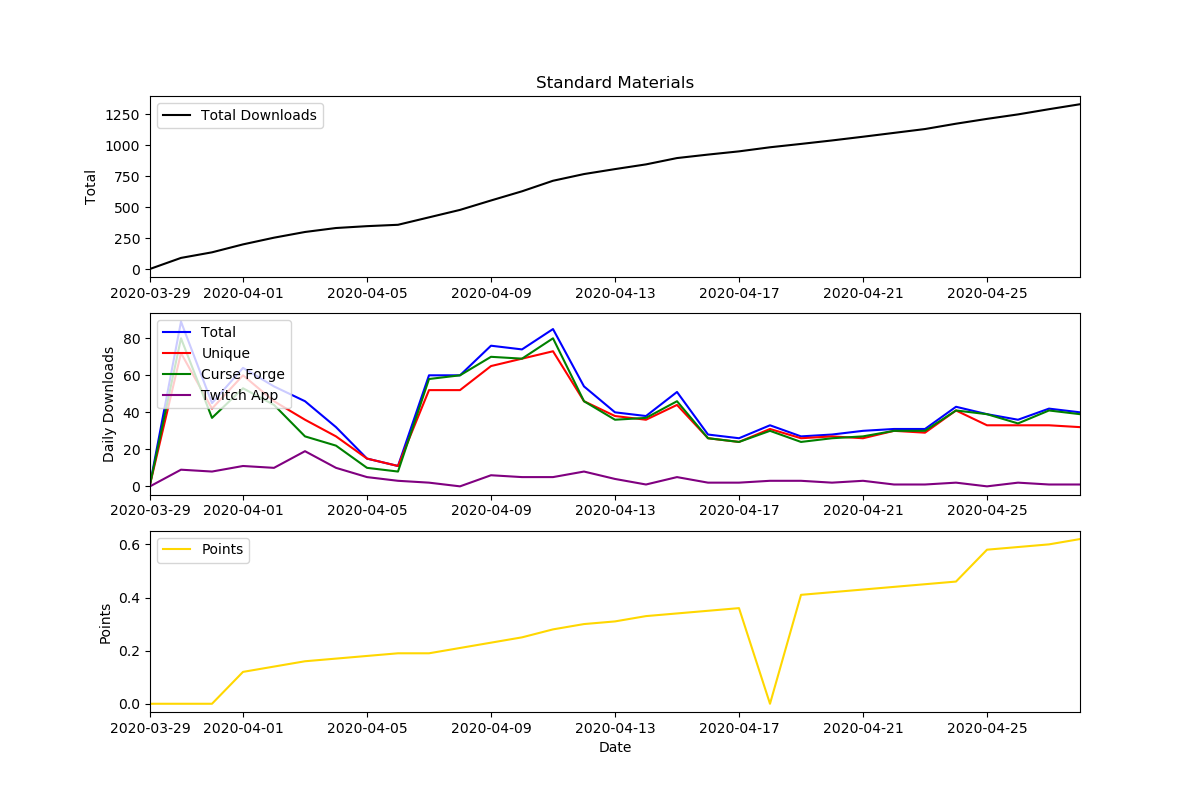 Standard Materials
Total Downloads
Total
1250
1000
750
500
250
0
2020-03-29 2020-04-01 2020-04-05 2020-04-09 2020-04-13 2020-04-17 2020-04-21 2020-04-25
Total
Unique
Curse Forge
Twitch App
Daily Downloads
80
60
40
20
0
2020-03-29 2020-04-01 2020-04-05 2020-04-09 2020-04-13 2020-04-17 2020-04-21 2020-04-25
Points
Points
0.6
0.4
0.2
0.0
2020-03-29 2020-04-01 2020-04-05 2020-04-09 2020-04-13 2020-04-17 2020-04-21 2020-04-25
Date